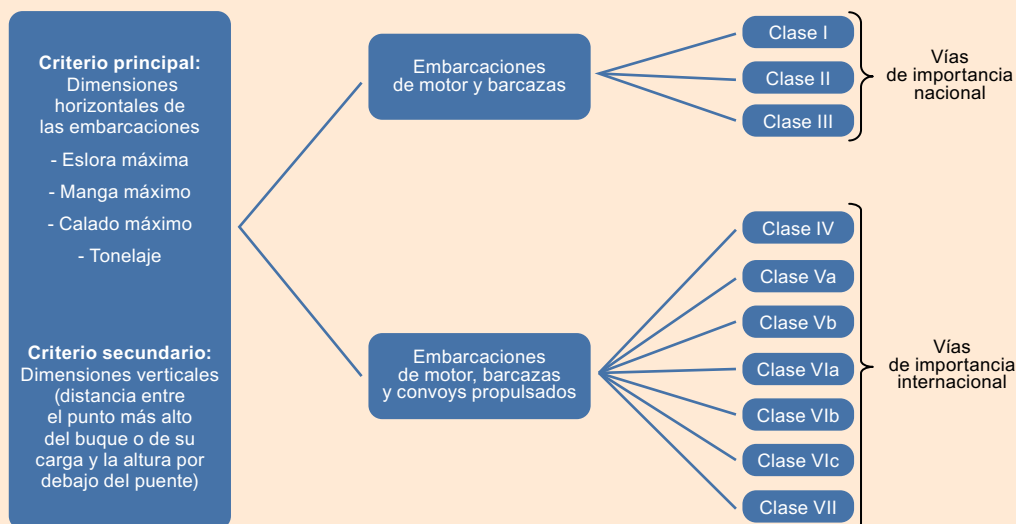 Criterio principal:
Dimensiones
horizontales de
las embarcaciones
- Eslora máxima
- Manga máximo
- Calado máximo
- Tonelaje
Criterio secundario:
Dimensiones verticales
(distancia entre
el punto más alto
del buque o de su
carga y la altura por
debajo del puente)
Embarcaciones
de motor y barcazas
Clase I
Clase II
Clase III
Vías
de importancia
nacional
Embarcaciones
de motor, barcazas
y convoys propulsados
Clase IV
Clase Va
Clase Vb
Clase VIa
Clase VIb
Clase VIc
Clase VII
Vías
de importancia
internacional